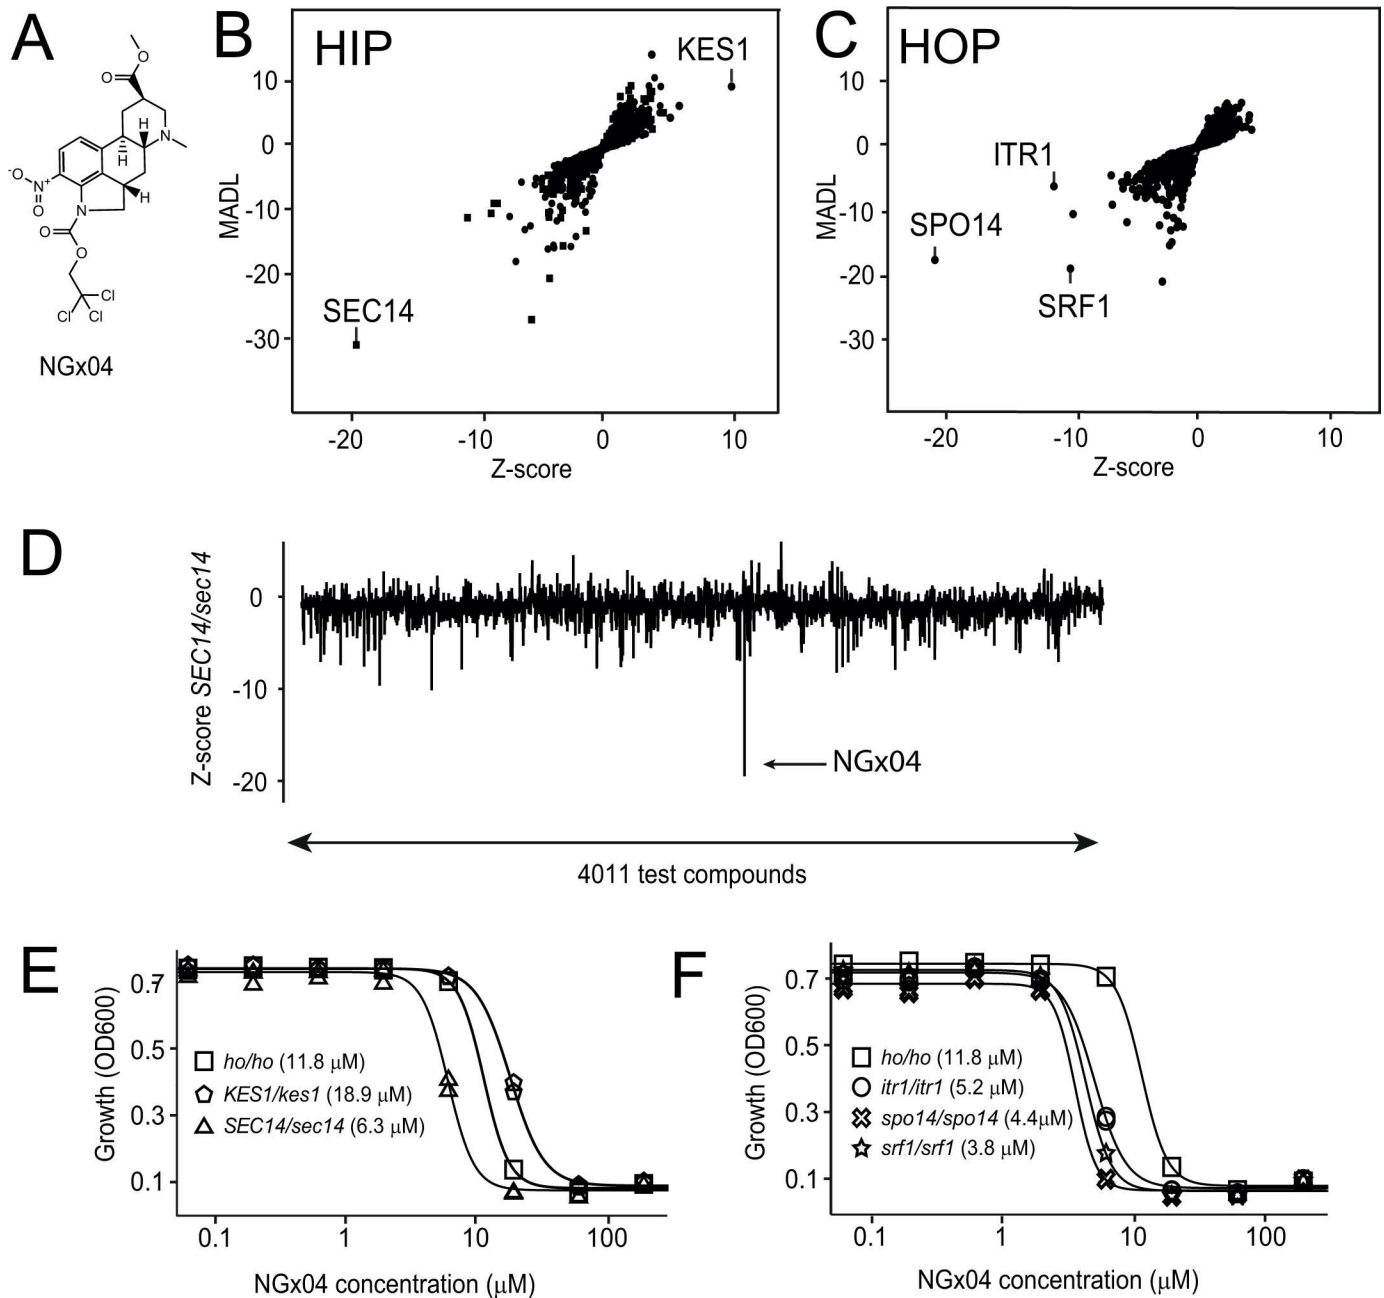 A
O
O
H
N
H
H
-O
N+
O
N
O
O
Cl
Cl
Cl
NGx04
B
HIP
KES1
SEC14
MADL
10
0
-10
-20
-30
-20
-10
0
10
Z-score
C
HOP
ITR1
SPO14
SRF1
MADL
10
0
-10
-20
-30
-20
-10
0
10
Z-score
D
Z-score SEC14/sec14
0
-10
-20
NGx04
4011 test compounds
E
Growth (OD600)
0.7
0.5
0.3
0.1
ho/ho (11.8 μM)
KES1/kes1 (18.9 μM)
SEC14/sec14 (6.3 μM)
0.1
1
10
100
NGx04 concentration (μM)
F
Growth (OD600)
0.7
0.5
0.3
0.1
ho/ho (11.8 μM)
itr1/itr1 (5.2 μM)
spo14/spo14 (4.4μM)
srf1/srf1 (3.8 μM)
0.1
1
10
100
NGx04 concentration (μM)